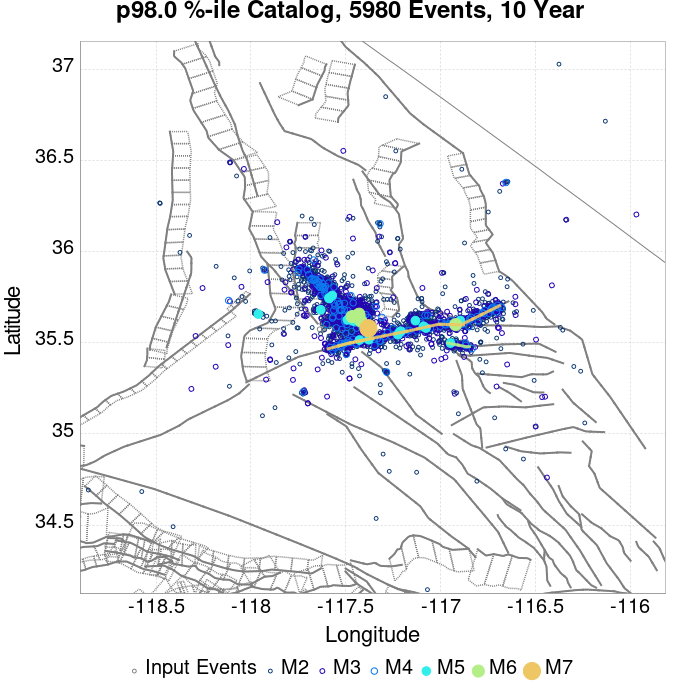 p98.0 %-ile Catalog, 5980 Events, 10 Year
37
36.5
36
35.5
35
34.5
Latitude
-118.5 -118 -117.5 -117 -116.5 -116
Longitude
Input Events M2 M3 M4 M5 M6 M7